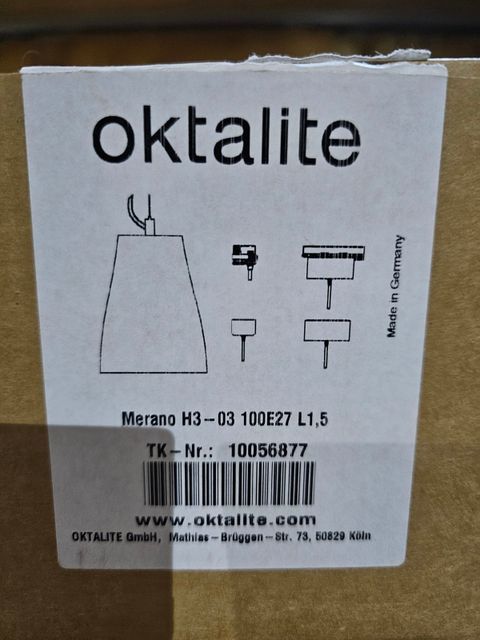 oktalite
Made in Germany
Merano H3-03 100E27 L1,5
TK-Nr.: 10056877
www.oktalite.com
OKTALITE GmbH, Mathias-Brüggen-Str. 73, 50829 Köln